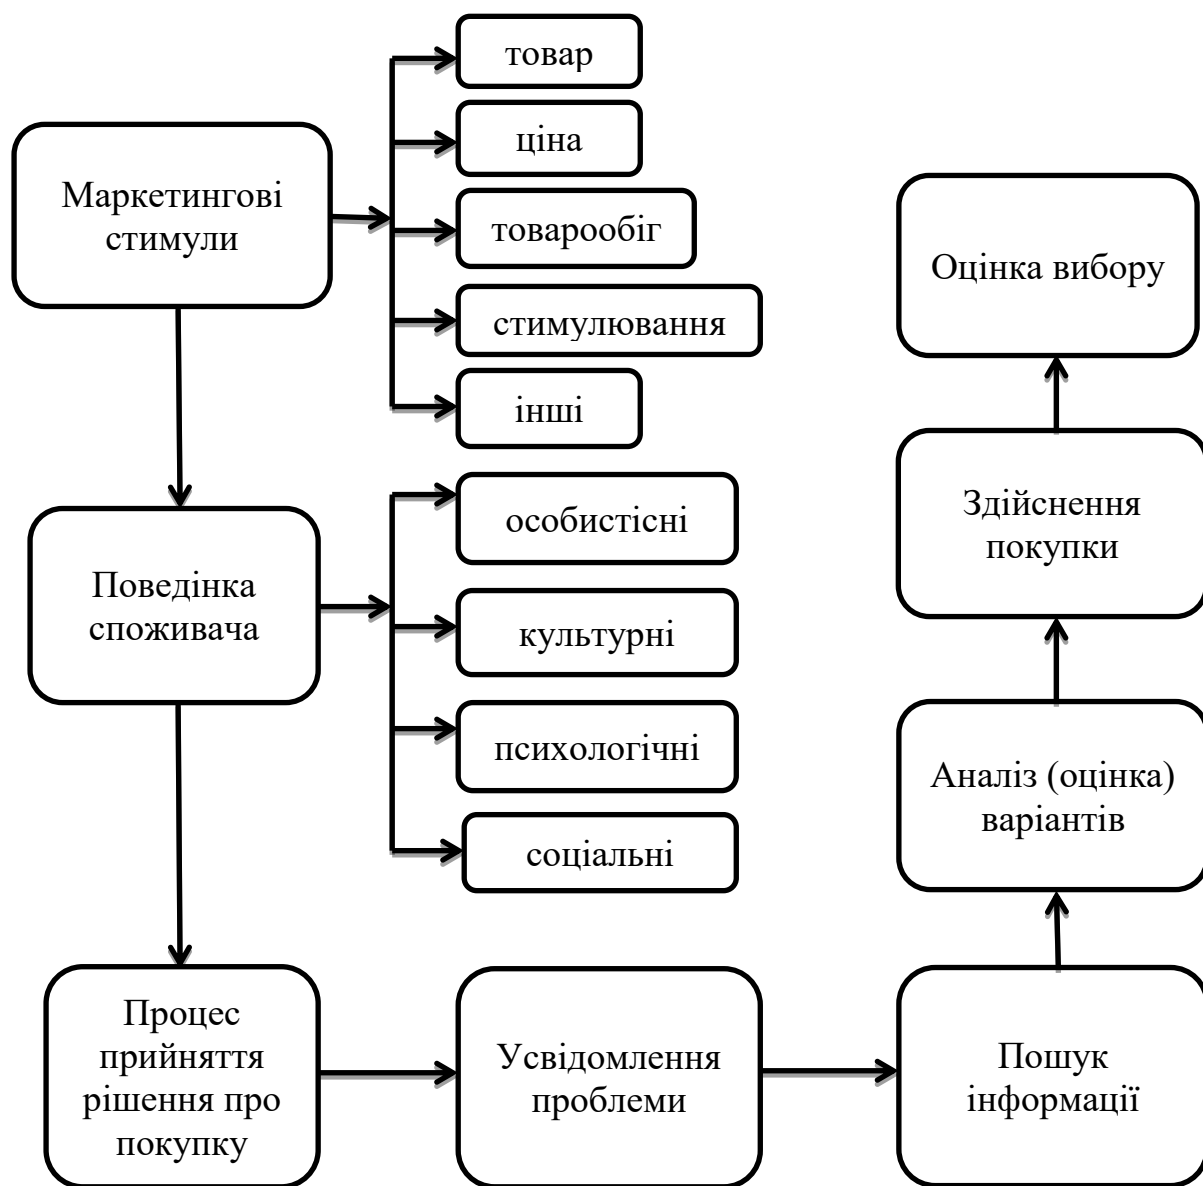 Маркетингові
стимули
товар
ціна
товарообіг
стимулювання
інші
Поведінка
споживача
особистісні
культурні
психологічні
соціальні
Процес
прийняття
рішення про
покупку
Усвідомлення
проблеми
Пошук
інформації
Аналіз (оцінка)
варіантів
Здійснення
покупки
Оцінка вибору